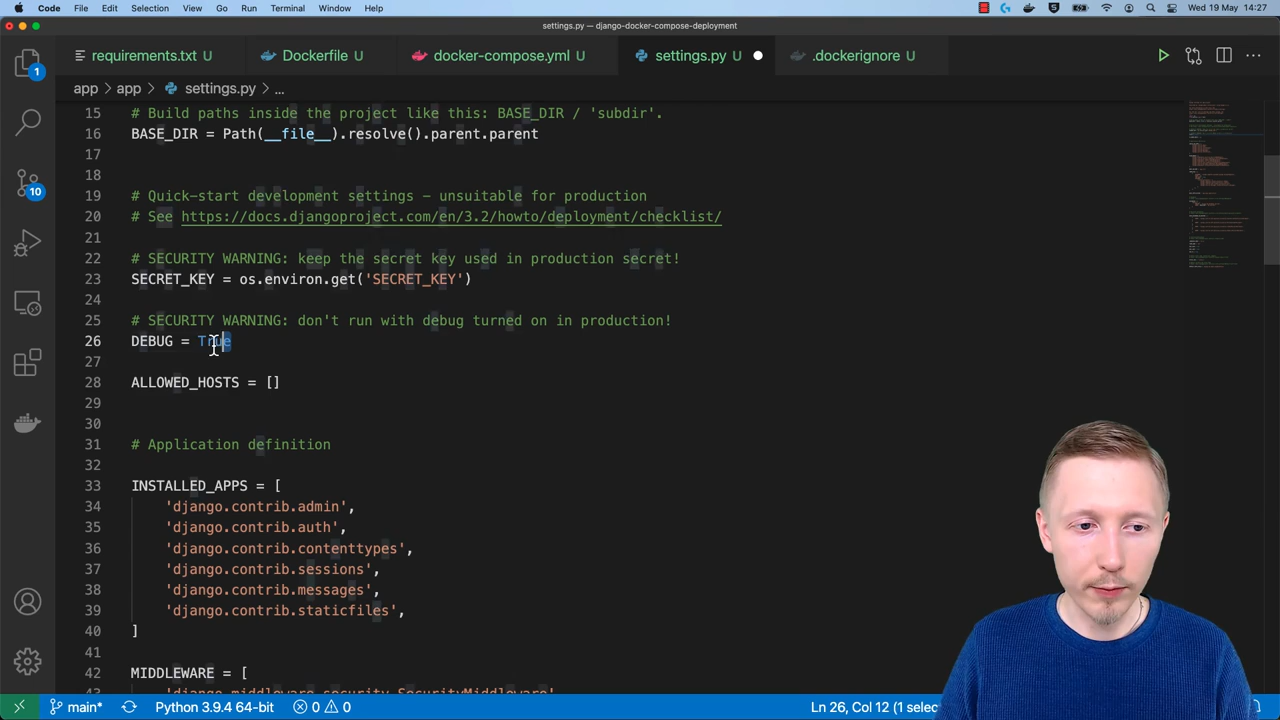 Code File Edit Selection View Go Run Terminal Window Help Wed 19 May 14:27
settings.py — django-docker-compose-deployment
requirements.txt U Dockerfile U docker-compose.yml U settings.py U .dockerignore U
app > app > settings.py > ...
15 # Build paths inside the project like this: BASE_DIR / 'subdir'.
16 BASE_DIR = Path(__file__).resolve().parent.parent
17
18
19 # Quick-start development settings - unsuitable for production
20 # See https://docs.djangoproject.com/en/3.2/howto/deployment/checklist/
21
22 # SECURITY WARNING: keep the secret key used in production secret!
23 SECRET_KEY = os.environ.get('SECRET_KEY')
24
25 # SECURITY WARNING: don't run with debug turned on in production!
26 DEBUG = True
27
28 ALLOWED_HOSTS = []
29
30
31 # Application definition
32
33 INSTALLED_APPS = [
34 'django.contrib.admin',
35 'django.contrib.auth',
36 'django.contrib.contenttypes',
37 'django.contrib.sessions',
38 'django.contrib.messages',
39 'django.contrib.staticfiles',
40 ]
41
42 MIDDLEWARE = [
43 'django.middleware.security.SecurityMiddleware'
1
10
main* Python 3.9.4 64-bit 0 0 Ln 26, Col 12 (1